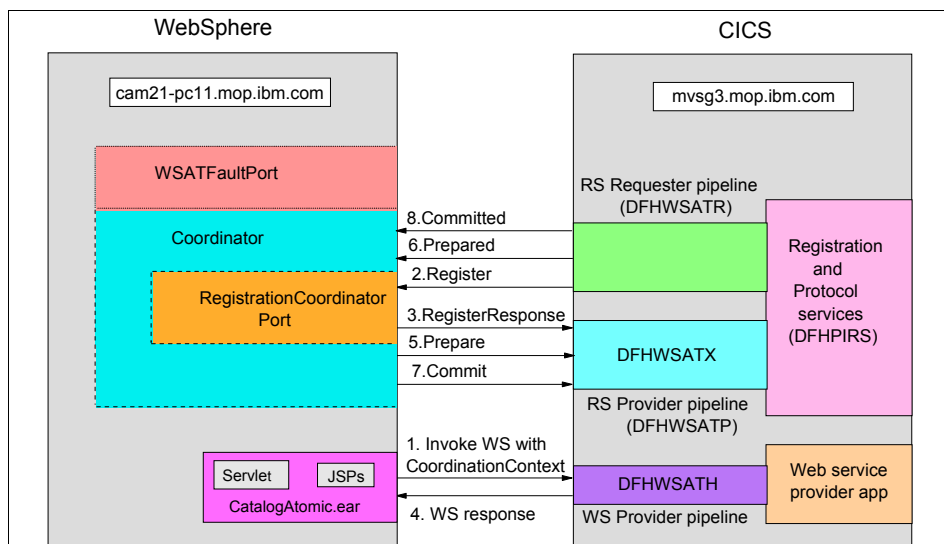 WebSphere
CICS
cam21-pc11.mop.ibm.com
mvsg3.mop.ibm.com
WSATFaultPort
Coordinator
RegistrationCoordinator
Port
8.Committed
6.Prepared
2.Register
3.RegisterResponse
5.Prepare
7.Commit
RS Requester pipeline
(DFHWSATR)
Registration
and
Protocol
services
(DFHPIRS)
DFHWSATX
RS Provider pipeline
(DFHWSATP)
1. Invoke WS with
CoordinationContext
Servlet
JSPs
CatalogAtomic.ear
4. WS response
DFHWSATH
WS Provider pipeline
Web service
provider app